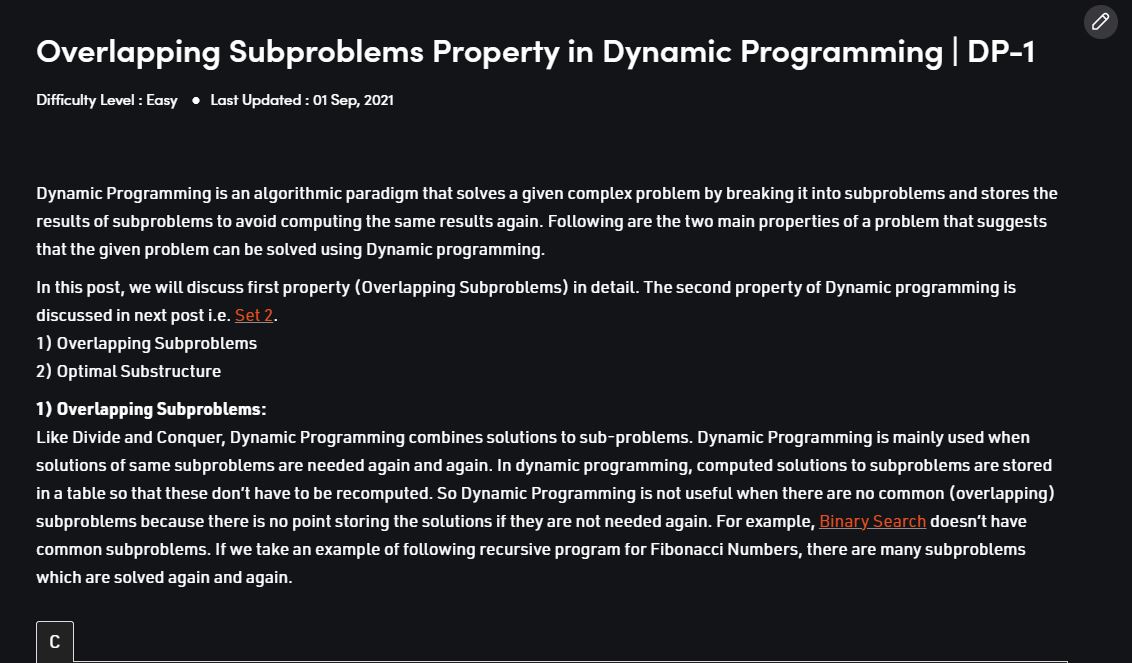 Overlapping Subproblems Property in Dynamic Programming | DP-1
Difficulty Level : Easy ● Last Updated : 01 Sep, 2021
Dynamic Programming is an algorithmic paradigm that solves a given complex problem by breaking it into subproblems and stores the
results of subproblems to avoid computing the same results again. Following are the two main properties of a problem that suggests
that the given problem can be solved using Dynamic programming.
In this post, we will discuss first property (Overlapping Subproblems) in detail. The second property of Dynamic programming is
discussed in next post i.e. Set 2.
1) Overlapping Subproblems
2) Optimal Substructure
1) Overlapping Subproblems:
Like Divide and Conquer, Dynamic Programming combines solutions to sub-problems. Dynamic Programming is mainly used when
solutions of same subproblems are needed again and again. In dynamic programming, computed solutions to subproblems are stored
in a table so that these don’t have to be recomputed. So Dynamic Programming is not useful when there are no common (overlapping)
subproblems because there is no point storing the solutions if they are not needed again. For example, Binary Search doesn’t have
common subproblems. If we take an example of following recursive program for Fibonacci Numbers, there are many subproblems
which are solved again and again.
C